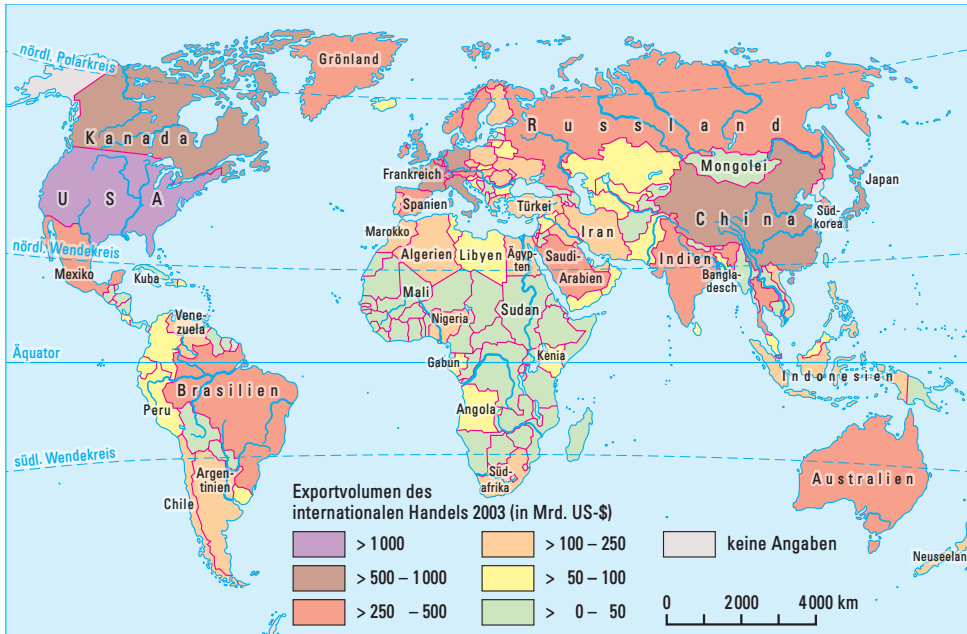 nördl. Polarkreis
Grönland
Kanada
Russland
Mongolei
Frankreich
Japan
USA
Spanien
Türkei
China
Süd-
korea
Marokko
Iran
nördl. Wendekreis
Algerien
Libyen
Ägyp-
ten
Saudi-
Arabien
Indien
Bangla-
desch
Mexiko
Kuba
Mali
Sudan
Vene-
zuela
Nigeria
Äquator
Gabun
Kenia
Indonesien
Brasilien
Peru
Angola
südl. Wendekreis
Argen-
tinien
Süd-
afrika
Australien
Chile
Neuseelan
Exportvolumen des
internationalen Handels 2003 (in Mrd. US-$)
> 1000
> 500 – 1000
> 250 – 500
> 100 – 250
> 50 – 100
> 0 – 50
keine Angaben
0 2000 4000 km